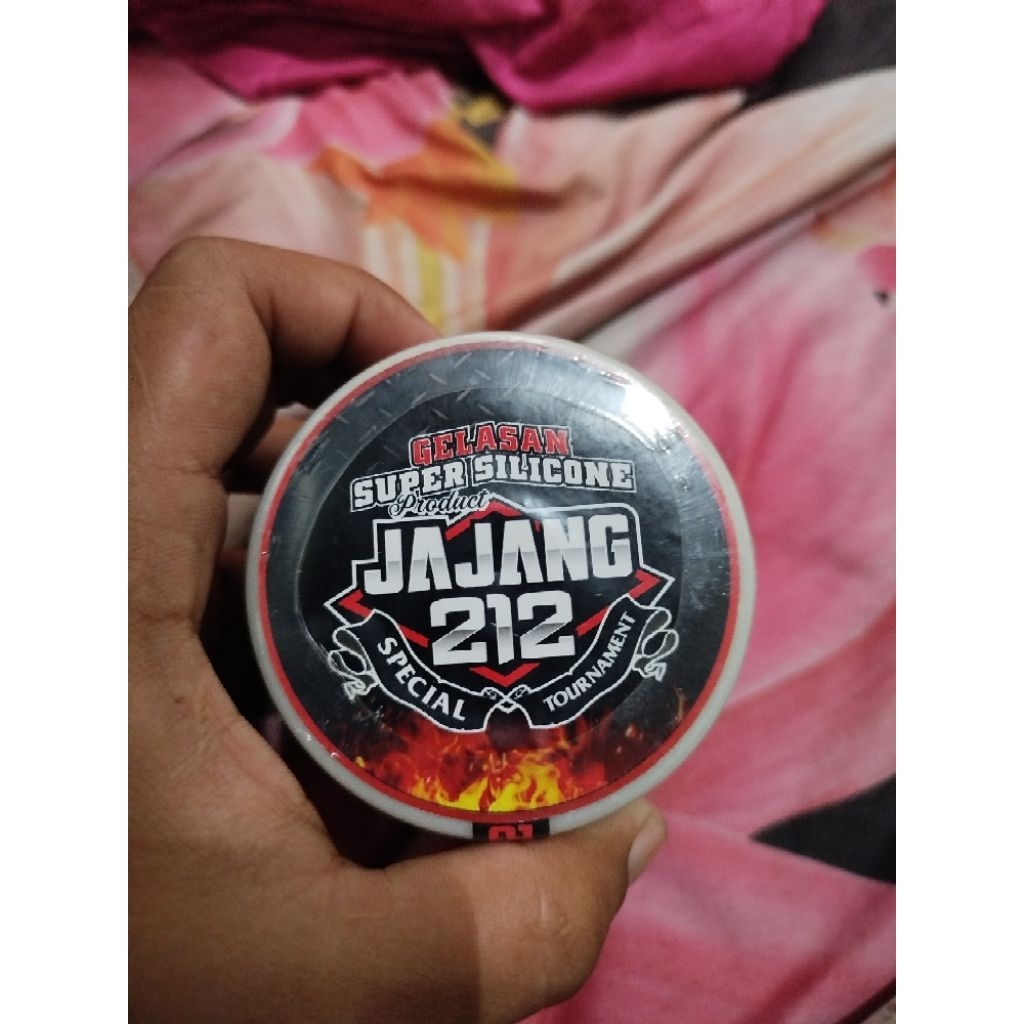 GELASAN
SUPER SILICONE
Product
JAJANG
212
SPECIAL TOURNAMENT